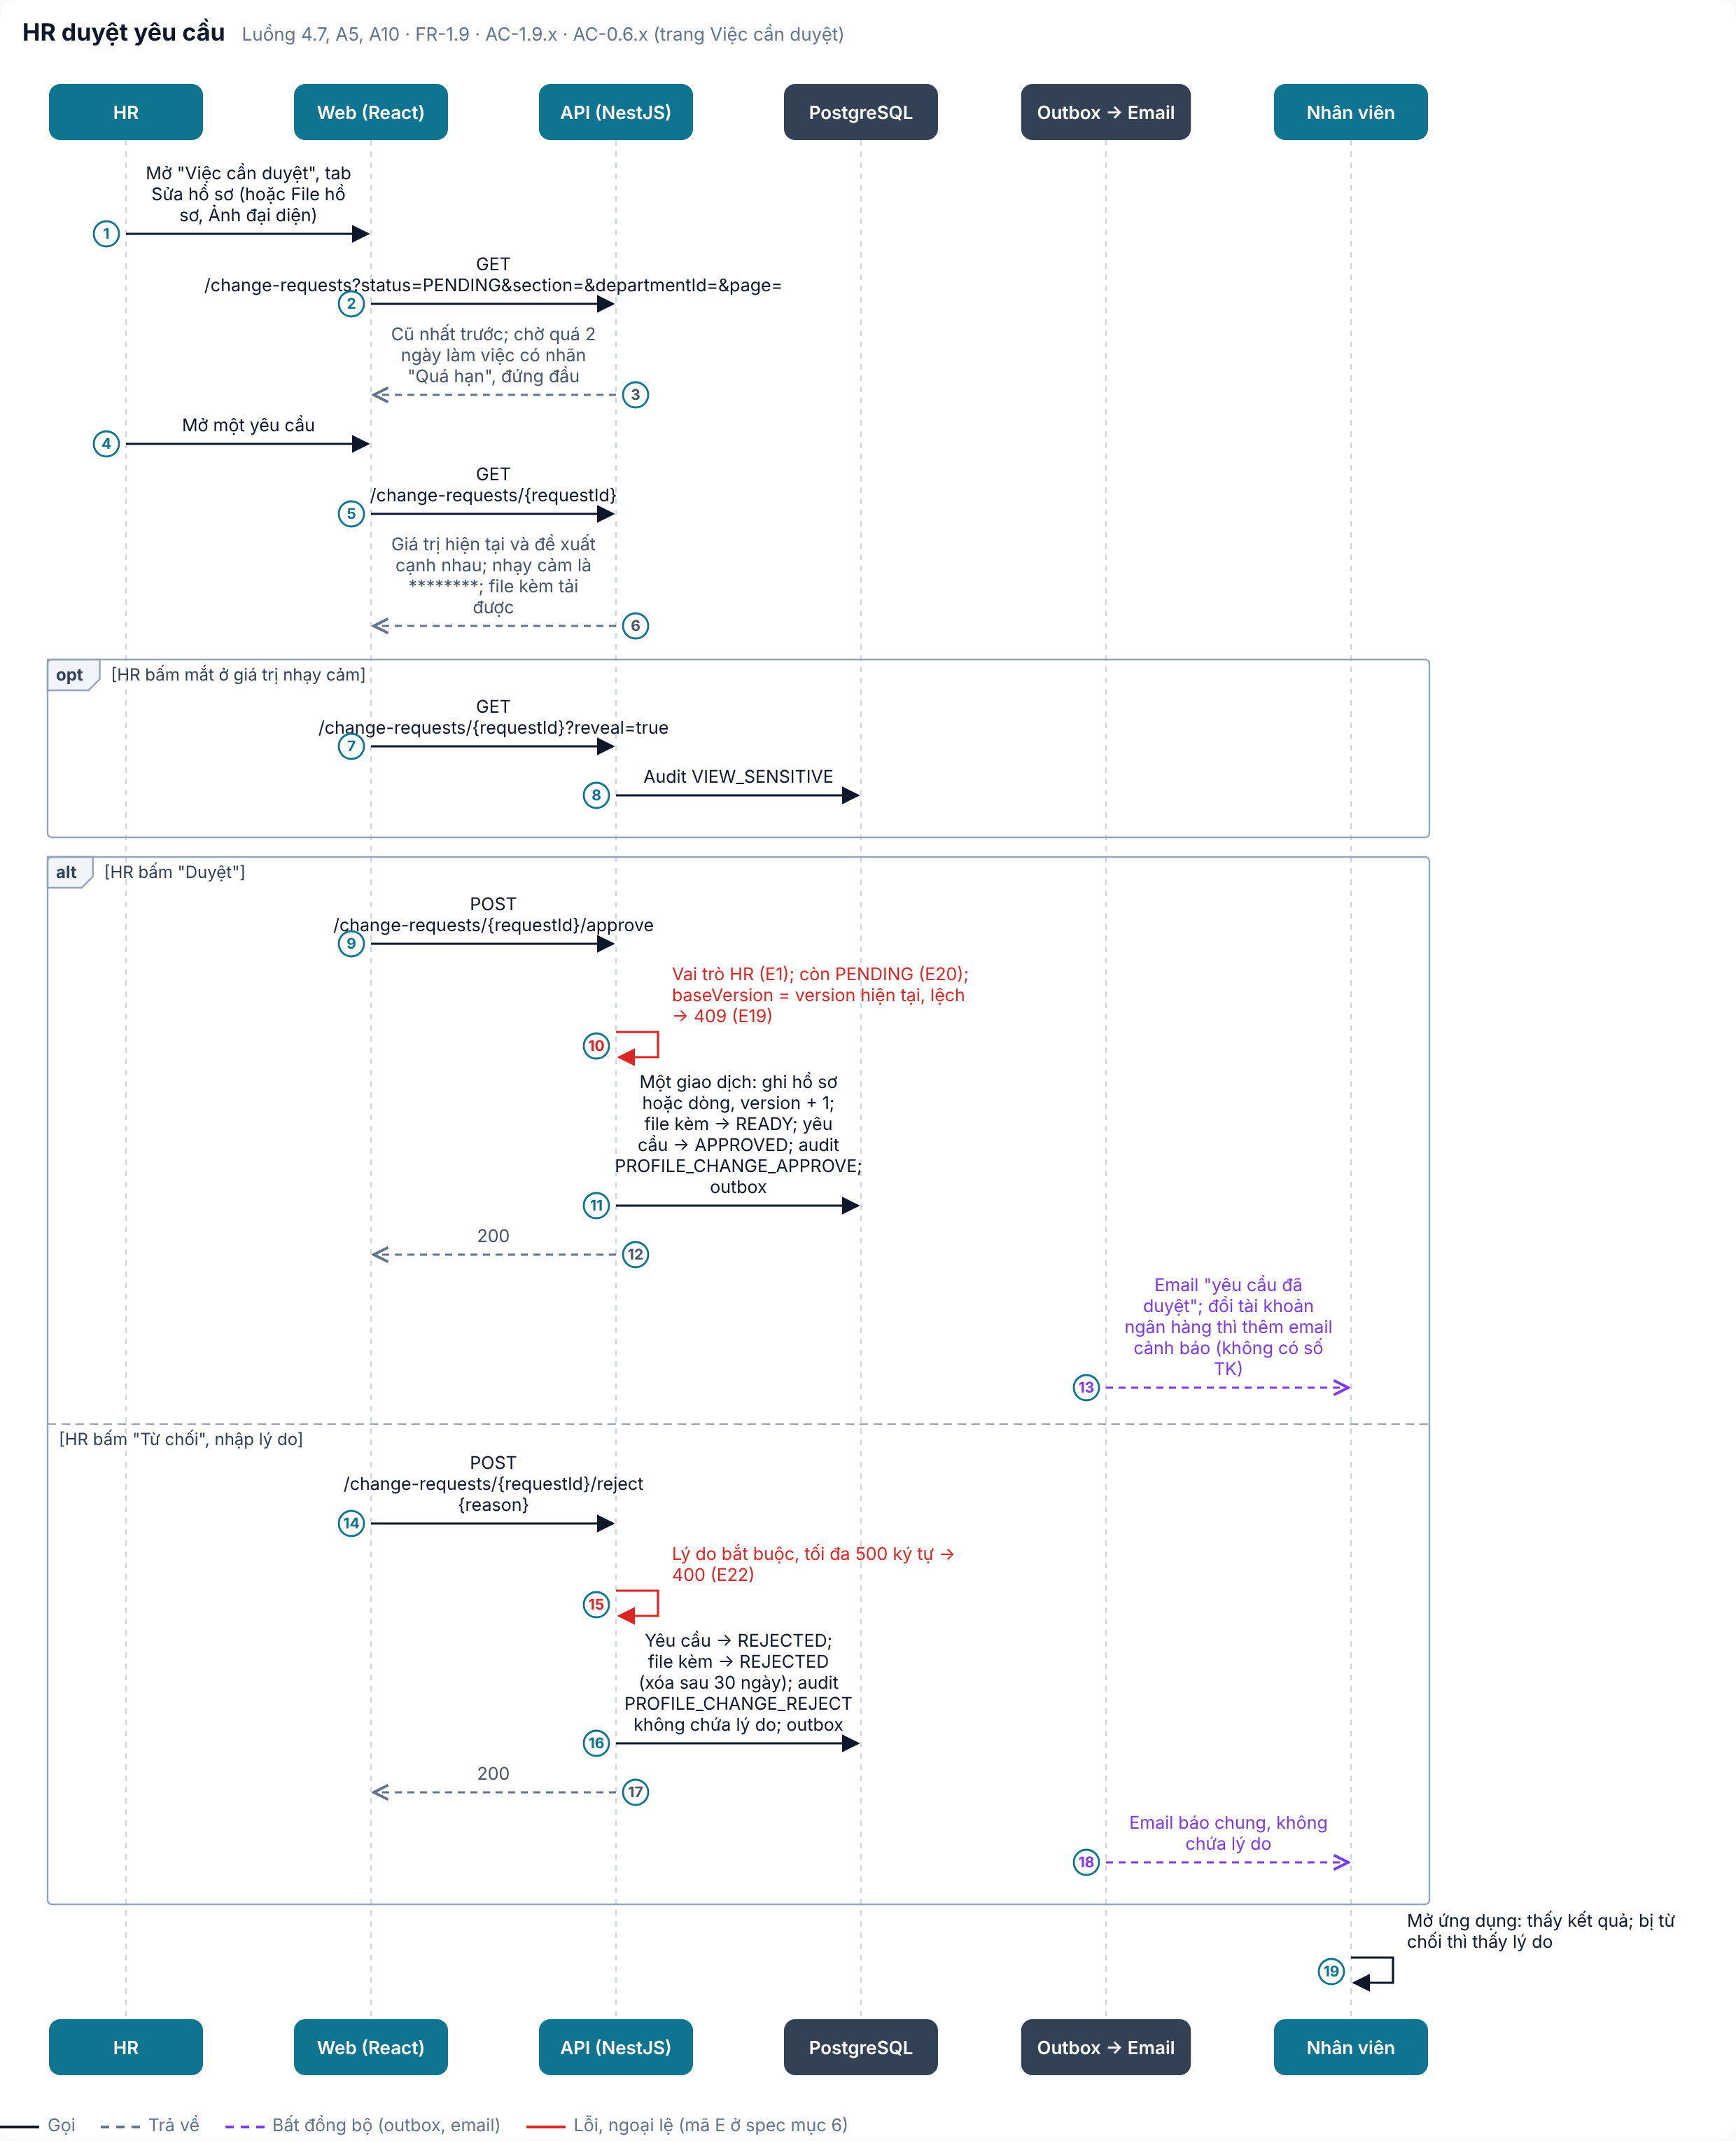 HR duyệt yêu cầu Luồng 4.7, A5, A10 · FR-1.9 · AC-1.9.x · AC-0.6.x (trang Việc cần duyệt)
HR
Web (React)
API (NestJS)
PostgreSQL
Outbox → Email
Nhân viên
Mở "Việc cần duyệt", tab
Sửa hồ sơ (hoặc File hồ
sơ, Ảnh đại diện)
1
GET
/change-requests?status=PENDING&section=&departmentId=&page=
2
Cũ nhất trước; chờ quá 2
ngày làm việc có nhãn
"Quá hạn", đứng đầu
3
Mở một yêu cầu
4
GET
/change-requests/{requestId}
5
Giá trị hiện tại và đề xuất
cạnh nhau; nhạy cảm là
********; file kèm tải
được
6
opt [HR bấm mắt ở giá trị nhạy cảm]
GET
/change-requests/{requestId}?reveal=true
7
Audit VIEW_SENSITIVE
8
alt [HR bấm "Duyệt"]
POST
/change-requests/{requestId}/approve
9
Vai trò HR (E1); còn PENDING (E20);
baseVersion = version hiện tại, lệch
→ 409 (E19)
10
Một giao dịch: ghi hồ sơ
hoặc dòng, version + 1;
file kèm → READY; yêu
cầu → APPROVED; audit
PROFILE_CHANGE_APPROVE;
outbox
11
200
12
Email "yêu cầu đã
duyệt"; đổi tài khoản
ngân hàng thì thêm email
cảnh báo (không có số
TK)
13
[HR bấm "Từ chối", nhập lý do]
POST
/change-requests/{requestId}/reject
{reason}
14
Lý do bắt buộc, tối đa 500 ký tự →
400 (E22)
15
Yêu cầu → REJECTED;
file kèm → REJECTED
(xóa sau 30 ngày); audit
PROFILE_CHANGE_REJECT
không chứa lý do; outbox
16
200
17
Email báo chung, không
chứa lý do
18
Mở ứng dụng: thấy kết quả; bị từ
chối thì thấy lý do
19
HR
Web (React)
API (NestJS)
PostgreSQL
Outbox → Email
Nhân viên
Gọi
Trả về
Bất đồng bộ (outbox, email)
Lỗi, ngoại lệ (mã E ở spec mục 6)